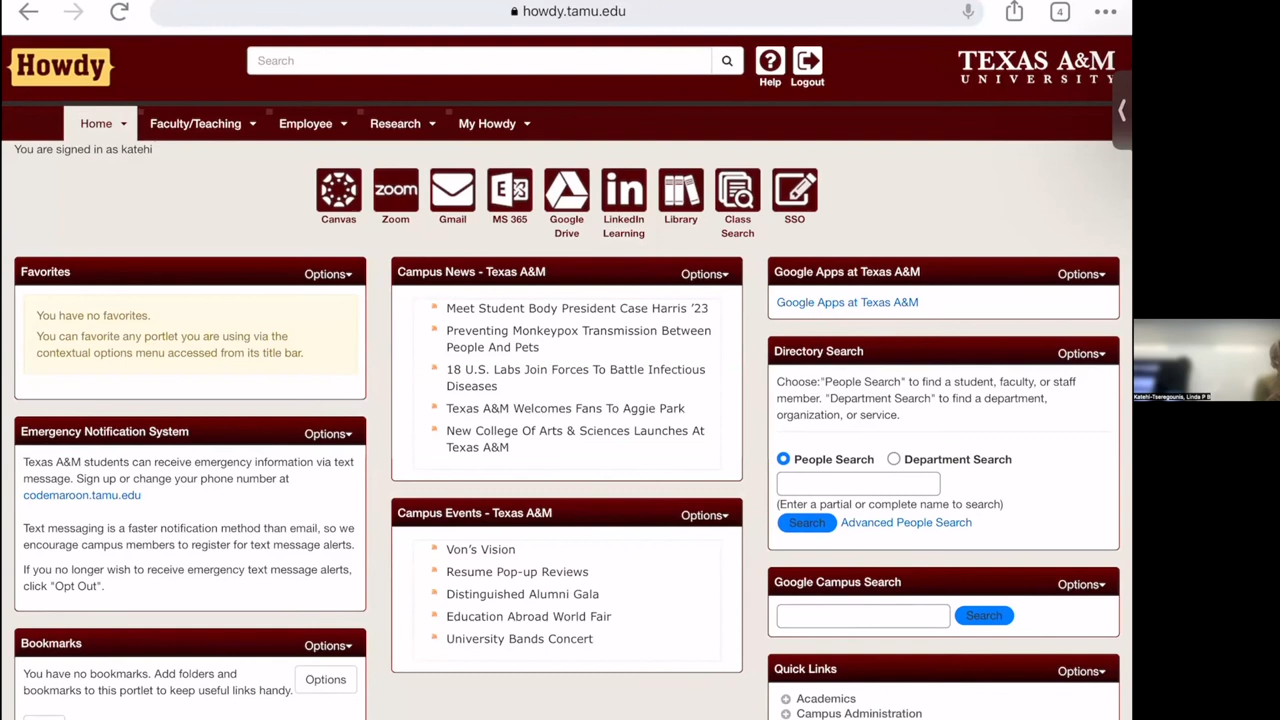 howdy.tamu.edu
4
Howdy
Search
Help
Logout
TEXAS A&M
UNIVERSITY
Home
Faculty/Teaching
Employee
Research
My Howdy
You are signed in as katehi
Canvas
zoom
Zoom
Gmail
MS 365
Google
Drive
in
LinkedIn
Learning
Library
Class
Search
SSO
Favorites
Options
You have no favorites.
You can favorite any portlet you are using via the
contextual options menu accessed from its title bar.
Emergency Notification System
Options
Texas A&M students can receive emergency information via text
message. Sign up or change your phone number at
codemaroon.tamu.edu
Text messaging is a faster notification method than email, so we
encourage campus members to register for text message alerts.
If you no longer wish to receive emergency text message alerts,
click "Opt Out".
Bookmarks
Options
You have no bookmarks. Add folders and
bookmarks to this portlet to keep useful links handy.
Options
Campus News - Texas A&M
Options
Meet Student Body President Case Harris ’23
Preventing Monkeypox Transmission Between
People And Pets
18 U.S. Labs Join Forces To Battle Infectious
Diseases
Texas A&M Welcomes Fans To Aggie Park
New College Of Arts & Sciences Launches At
Texas A&M
Campus Events - Texas A&M
Options
Von’s Vision
Resume Pop-up Reviews
Distinguished Alumni Gala
Education Abroad World Fair
University Bands Concert
Google Apps at Texas A&M
Options
Google Apps at Texas A&M
Directory Search
Options
Choose:"People Search" to find a student, faculty, or staff
member. "Department Search" to find a department,
organization, or service.
People Search
Department Search
(Enter a partial or complete name to search)
Search
Advanced People Search
Google Campus Search
Options
Search
Quick Links
Options
Academics
Campus Administration
Katehi-Tseregounis, Linda P B